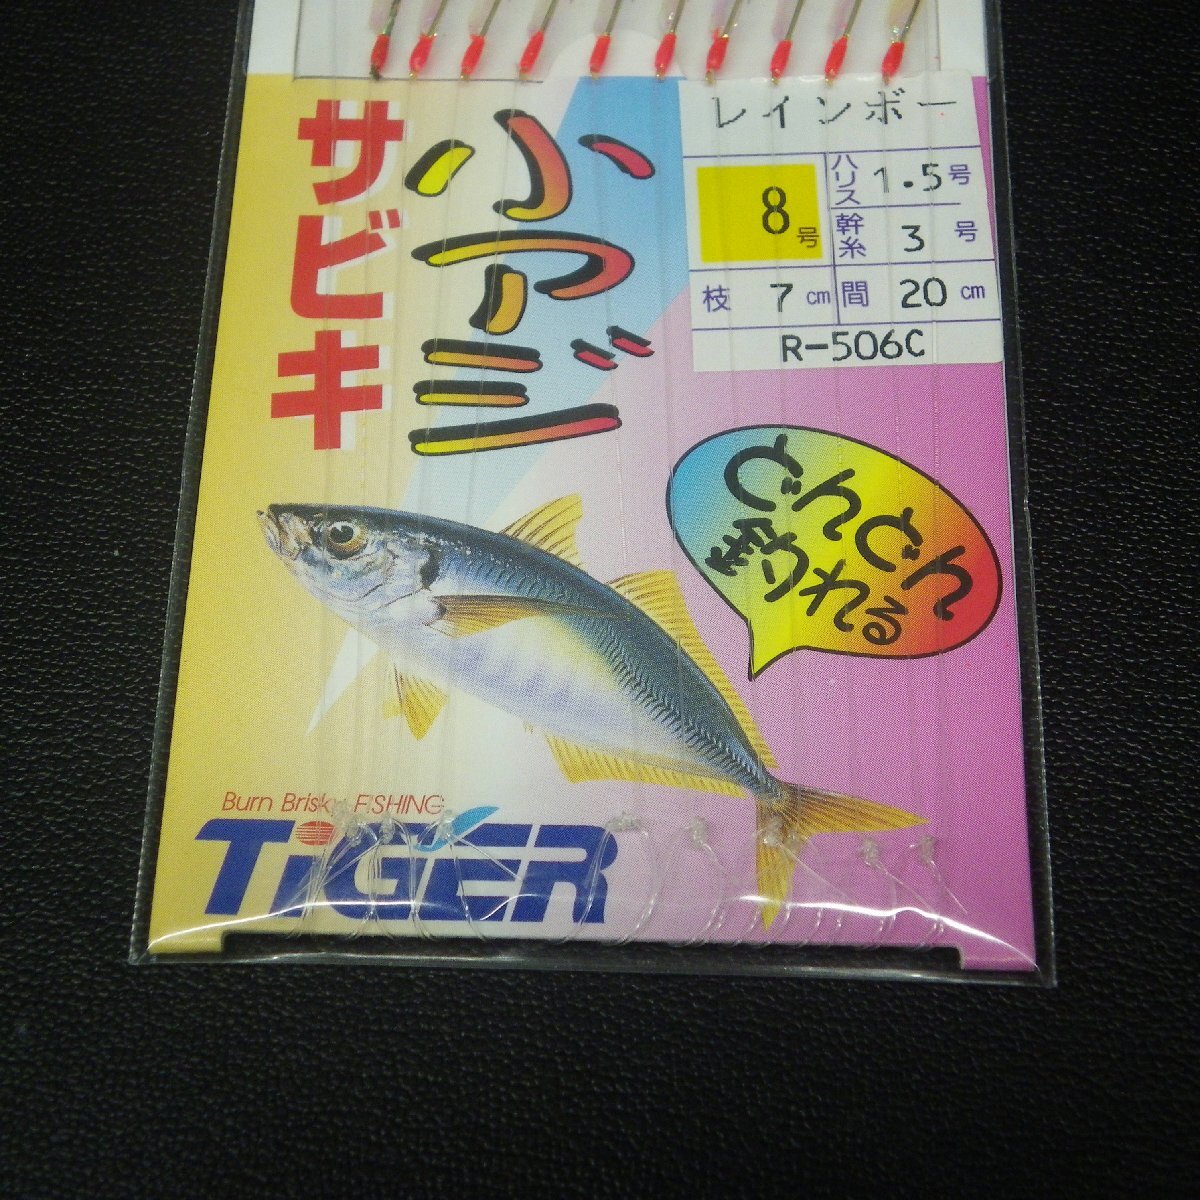 サビキ
小アジ
レインボー
8号
ハリス 1.5号
幹糸 3号
枝 7cm
間 20cm
R-506C
どんどん
釣れる
Burn Brisky FISHING
TiGER